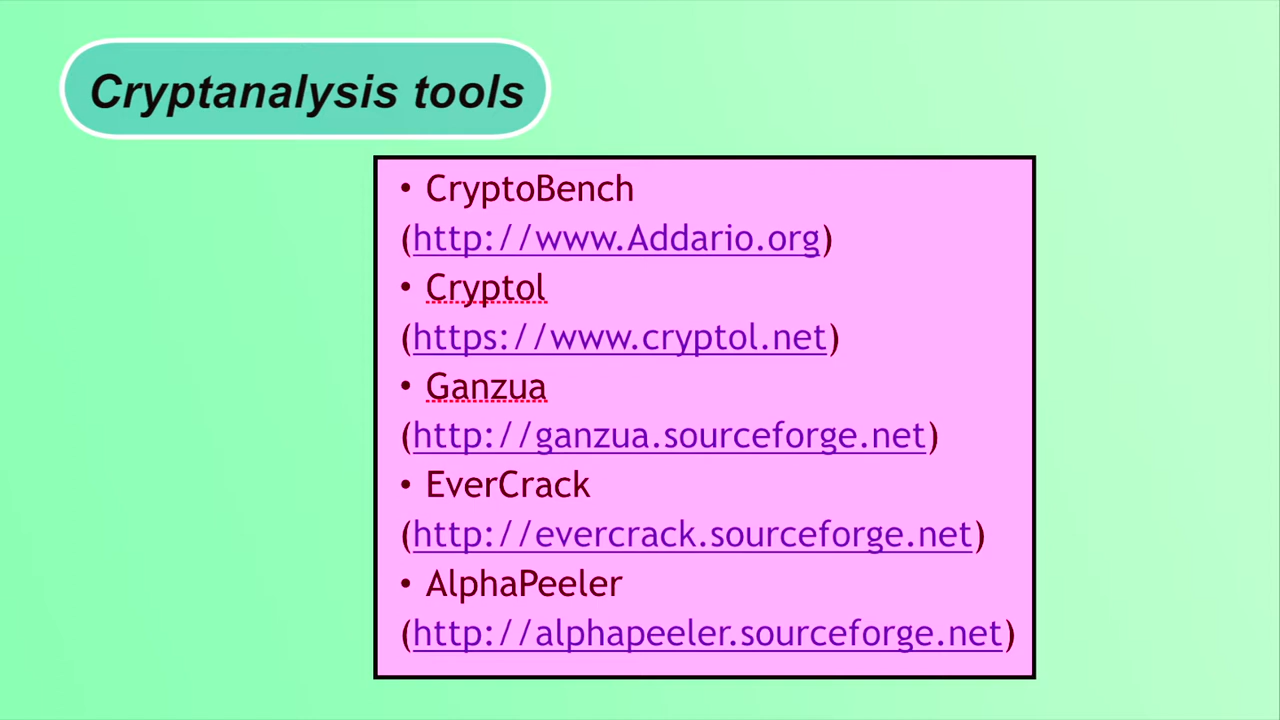 Cryptanalysis tools
• CryptoBench
(http://www.Addario.org)
• Cryptol
(https://www.cryptol.net)
• Ganzua
(http://ganzua.sourceforge.net)
• EverCrack
(http://evercrack.sourceforge.net)
• AlphaPeeler
(http://alphapeeler.sourceforge.net)